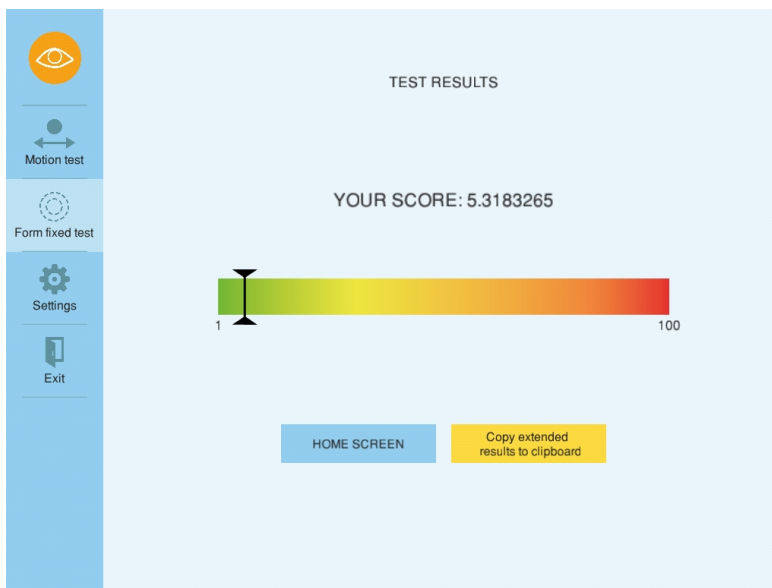 Motion test
Form fixed test
Settings
Exit
TEST RESULTS
YOUR SCORE: 5.3183265
1
100
HOME SCREEN
Copy extended
results to clipboard